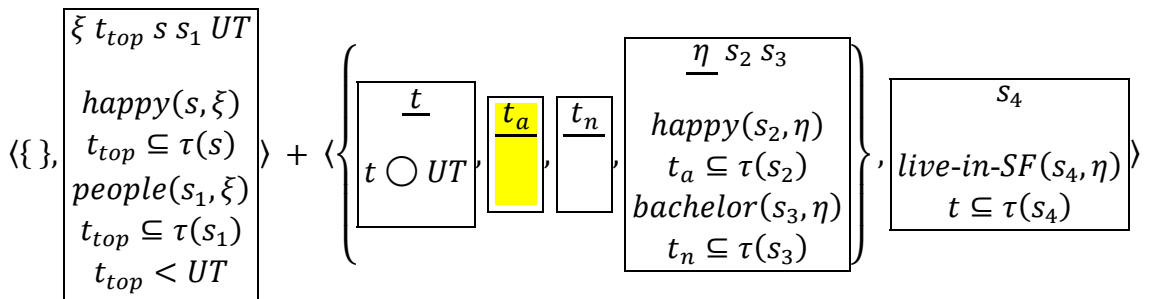 ⟨{ }, ξ t_top s s_1 UT
happy(s, ξ)
t_top ⊆ τ(s)
people(s_1, ξ)
t_top ⊆ τ(s_1)
t_top < UT ⟩ + ⟨{ t
t ◯ UT , t_a , t_n , η s_2 s_3
happy(s_2, η)
t_a ⊆ τ(s_2)
bachelor(s_3, η)
t_n ⊆ τ(s_3) } , s_4
live-in-SF(s_4, η)
t ⊆ τ(s_4) ⟩